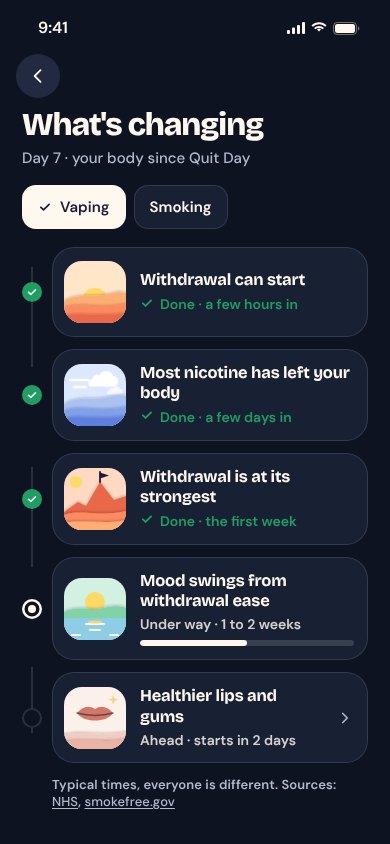 9:41
What's changing
Day 7 · your body since Quit Day
Vaping
Smoking
Withdrawal can start
Done · a few hours in
Most nicotine has left your
body
Done · a few days in
Withdrawal is at its
strongest
Done · the first week
Mood swings from
withdrawal ease
Under way · 1 to 2 weeks
Healthier lips and
gums
Ahead · starts in 2 days
Typical times, everyone is different. Sources:
NHS, smokefree.gov